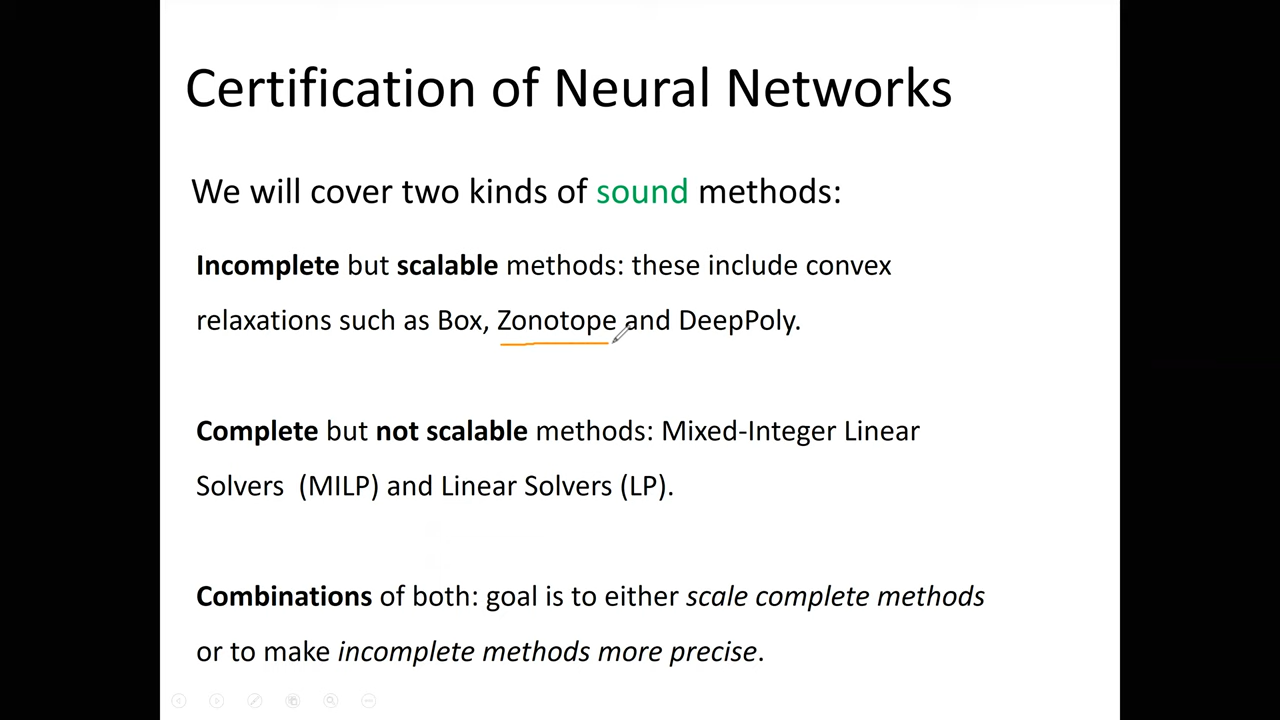 Certification of Neural Networks
We will cover two kinds of sound methods:
Incomplete but scalable methods: these include convex
relaxations such as Box, Zonotope and DeepPoly.
Complete but not scalable methods: Mixed-Integer Linear
Solvers (MILP) and Linear Solvers (LP).
Combinations of both: goal is to either scale complete methods
or to make incomplete methods more precise.